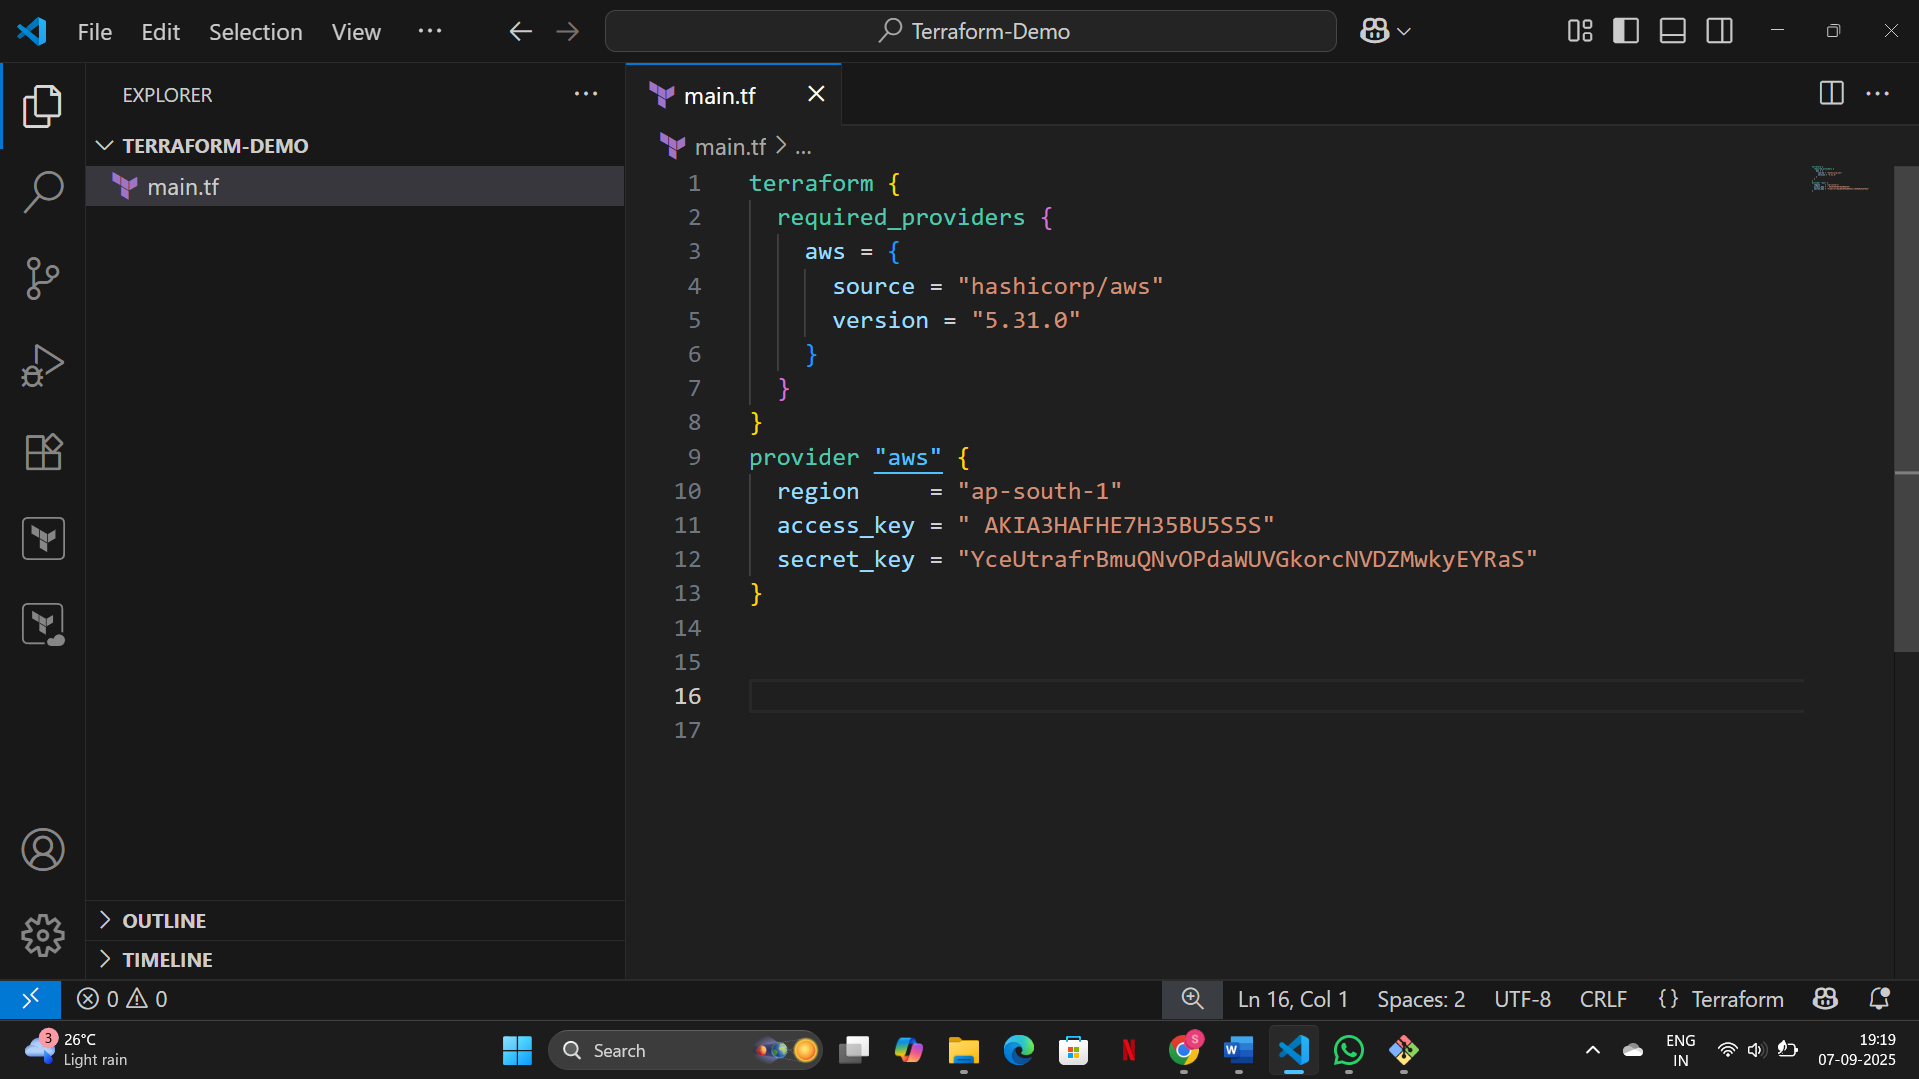 File Edit Selection View ···
Terraform-Demo
EXPLORER ···
TERRAFORM-DEMO
main.tf
OUTLINE
TIMELINE
main.tf
main.tf > ...
1 terraform {
2 required_providers {
3 aws = {
4 source = "hashicorp/aws"
5 version = "5.31.0"
6 }
7 }
8 }
9 provider "aws" {
10 region     = "ap-south-1"
11 access_key = " AKIA3HAFHE7H35BU5S5S"
12 secret_key = "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"
13 }
14
15
16
17
0 0
Ln 16, Col 1 Spaces: 2 UTF-8 CRLF {} Terraform
3 26°C
Light rain
Search
S
ENG
IN
19:19
07-09-2025